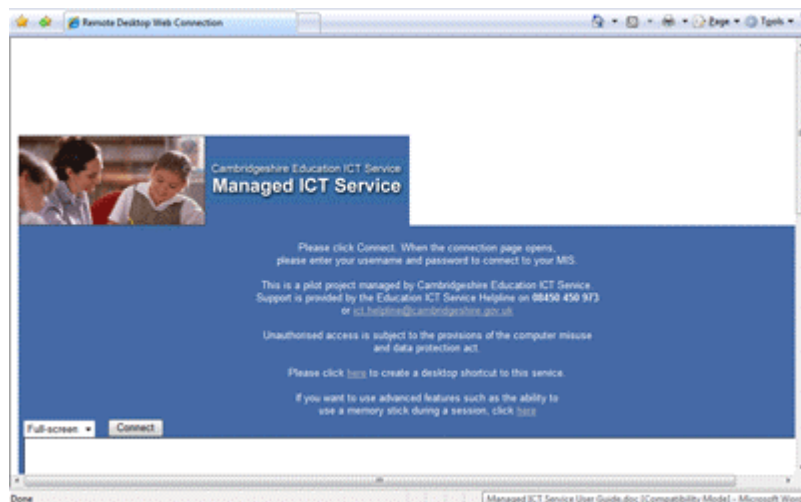 Remote Desktop Web Connection
Page Tools
Cambridgeshire Education ICT Service
Managed ICT Service
Please click Connect. When the connection page opens,
please enter your username and password to connect to your MIS.
This is a pilot project managed by Cambridgeshire Education ICT Service.
Support is provided by the Education ICT Service Helpline on 08450 450 973
or ict.helpline@cambridgeshire.gov.uk
Unauthorised access is subject to the provisions of the computer misuse
and data protection act.
Please click here to create a desktop shortcut to this service.
If you want to use advanced features such as the ability to
use a memory stick during a session, click here
Full-screen Connect
Done Managed ICT Service User Guide.doc [Compatibility Mode] - Microsoft Word